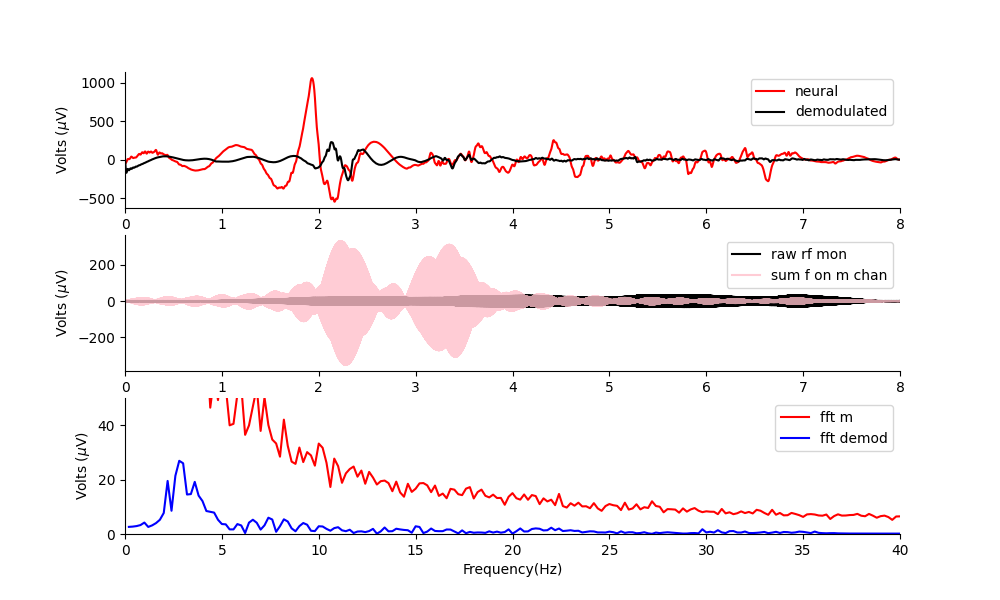 1000
500
0
−500
Volts (μV)
neural
demodulated
0 1 2 3 4 5 6 7 8
200
0
−200
Volts (μV)
raw rf mon
sum f on m chan
0 1 2 3 4 5 6 7 8
40
20
0
Volts (μV)
fft m
fft demod
0 5 10 15 20 25 30 35 40
Frequency(Hz)